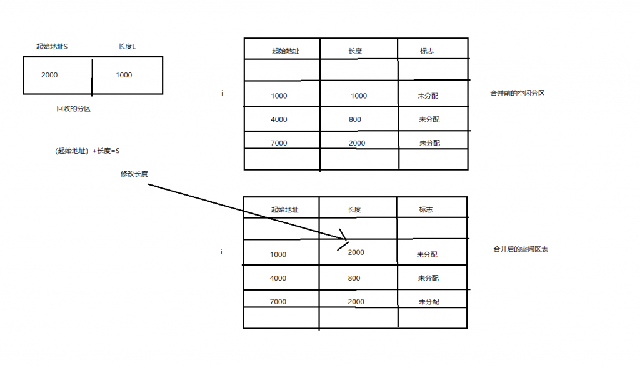 起始地址S 长度L
2000 1000
回收的分区
(起始地址) +长度=S
修改长度
起始地址 长度 标志
i 1000 1000 未分配
4000 800 未分配
7000 2000 未分配
合并前的空闲分区
起始地址 长度 标志
i 1000 2000 未分配
4000 800 未分配
7000 2000 未分配
合并后的空闲区表